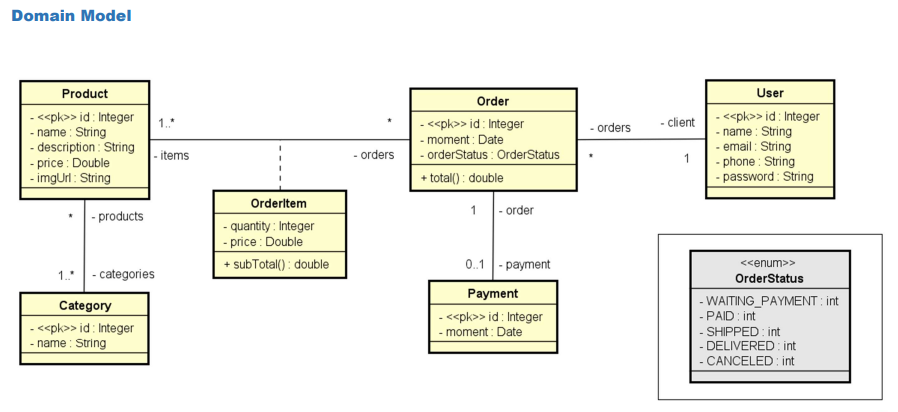 Domain Model
Product
- <<pk>> id : Integer
- name : String
- description : String
- price : Double
- imgUrl : String
1..*
*
- items
- orders
Order
- <<pk>> id : Integer
- moment : Date
- orderStatus : OrderStatus
+ total() : double
- orders
- client
*
1
User
- <<pk>> id : Integer
- name : String
- email : String
- phone : String
- password : String
OrderItem
- quantity : Integer
- price : Double
+ subTotal() : double
*
- products
1..*
- categories
Category
- <<pk>> id : Integer
- name : String
1
- order
0..1
- payment
Payment
- <<pk>> id : Integer
- moment : Date
<<enum>>
OrderStatus
- WAITING_PAYMENT : int
- PAID : int
- SHIPPED : int
- DELIVERED : int
- CANCELED : int